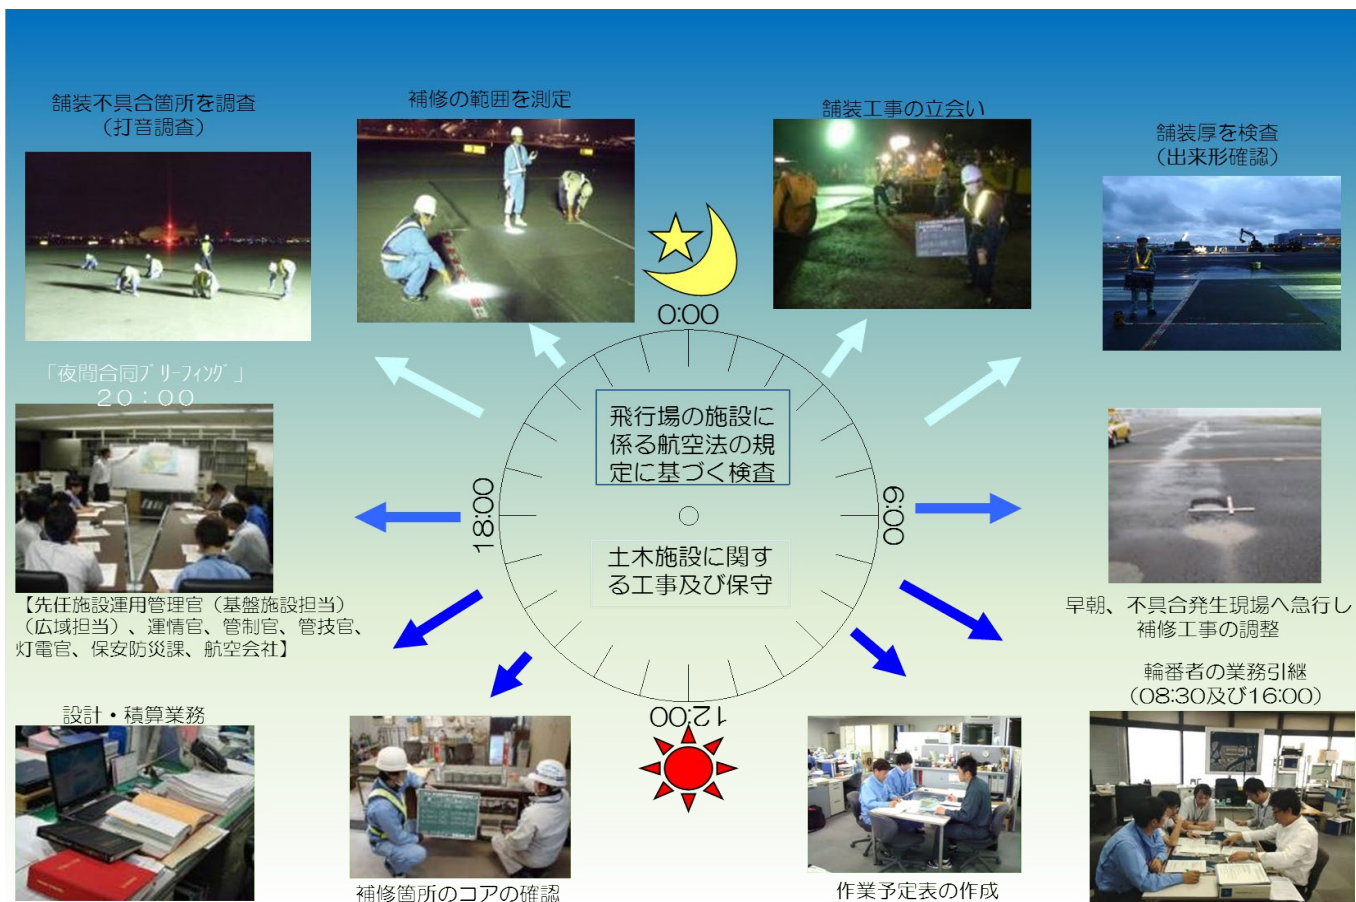 舗装不具合箇所を調査
（打音調査）
補修の範囲を測定
舗装工事の立会い
舗装厚を検査
（出来形確認）
「夜間合同ﾌﾞﾘｰﾌｨﾝｸﾞ」
２０：００
0:00
6:00
12:00
18:00
飛行場の施設に
係る航空法の規
定に基づく検査
土木施設に関す
る工事及び保守
【先任施設運用管理官（基盤施設担当）
（広域担当）、運情官、管制官、管技官、
灯電官、保安防災課、航空会社】
早朝、不具合発生現場へ急行し
補修工事の調整
設計・積算業務
補修箇所のコアの確認
作業予定表の作成
輪番者の業務引継
（08:30及び16:00）